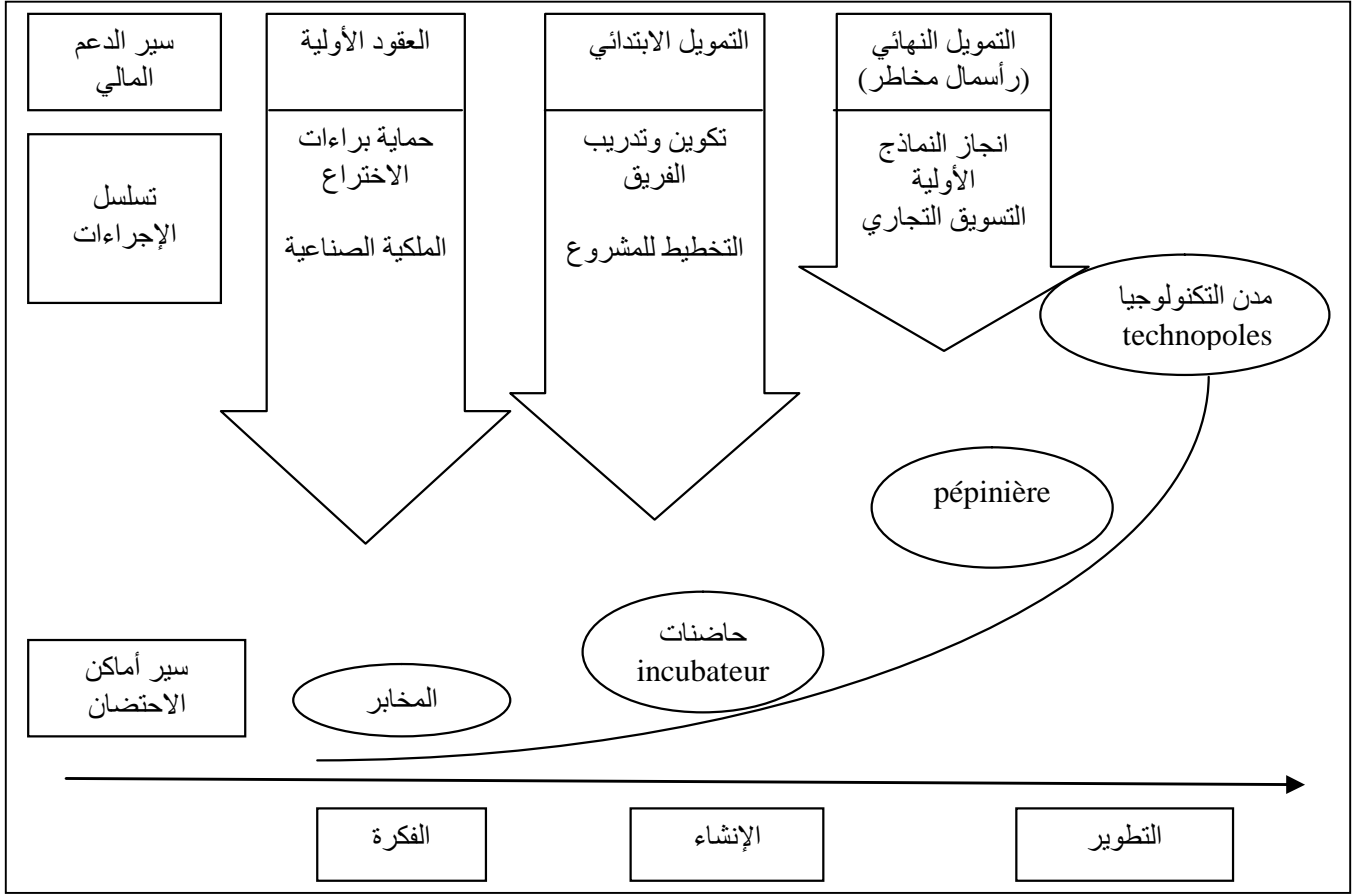 سير الدعم
المالي
العقود الأولية
التمويل الابتدائي
التمويل النهائي
(رأسمال مخاطر)
تسلسل
الإجراءات
حماية براءات
الاختراع
الملكية الصناعية
تكوين وتدريب
الفريق
التخطيط للمشروع
انجاز النماذج
الأولية
التسويق التجاري
مدن التكنولوجيا
technopoles
pépinière
حاضنات
incubateur
المخابر
سير أماكن
الاحتضان
الفكرة
الإنشاء
التطوير